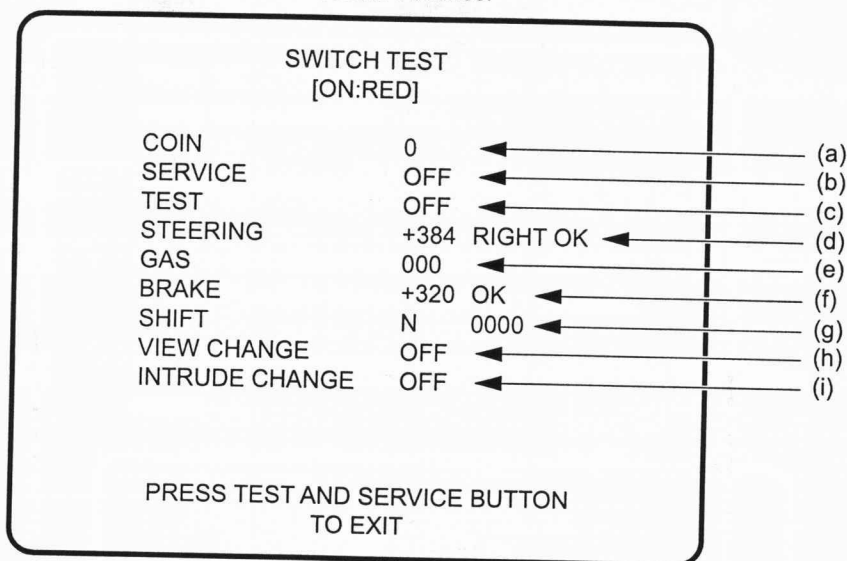 SWITCH TEST
[ON:RED]
COIN 0 (a)
SERVICE OFF (b)
TEST OFF (c)
STEERING +384 RIGHT OK (d)
GAS 000 (e)
BRAKE +320 OK (f)
SHIFT N 0000 (g)
VIEW CHANGE OFF (h)
INTRUDE CHANGE OFF (i)
PRESS TEST AND SERVICE BUTTON
TO EXIT